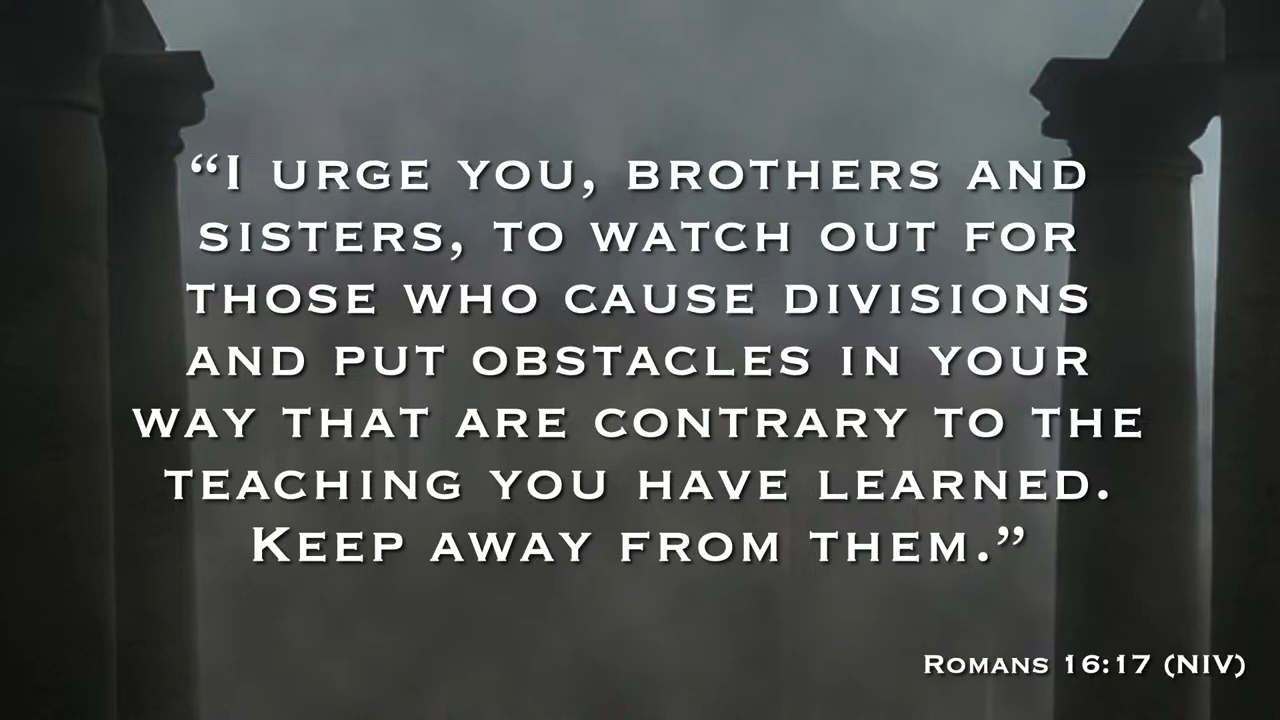 “I urge you, brothers and
sisters, to watch out for
those who cause divisions
and put obstacles in your
way that are contrary to the
teaching you have learned.
Keep away from them.”
Romans 16:17 (NIV)